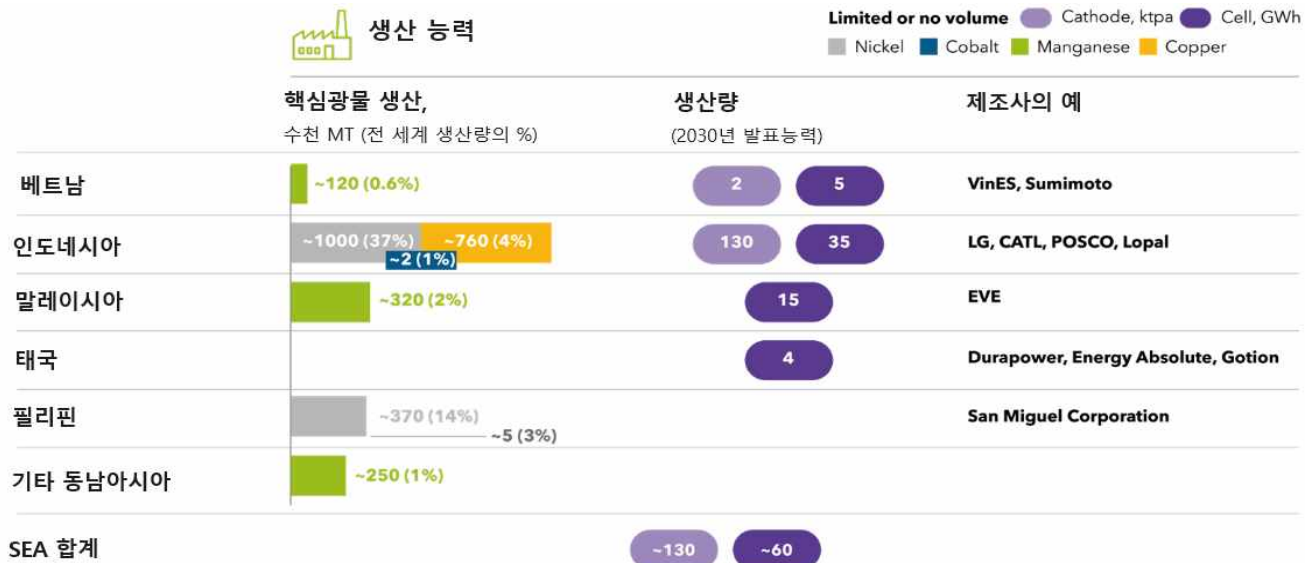 생산 능력
Limited or no volume Cathode, ktpa Cell, GWh
Nickel Cobalt Manganese Copper
핵심광물 생산,
수천 MT (전 세계 생산량의 %)
생산량
(2030년 발표능력)
제조사의 예
베트남 ~120 (0.6%) 2 5 VinES, Sumimoto
인도네시아 ~1000 (37%) ~760 (4%) 130 35 LG, CATL, POSCO, Lopal
~2 (1%)
말레이시아 ~320 (2%) 15 EVE
태국 4 Durapower, Energy Absolute, Gotion
필리핀 ~370 (14%) San Miguel Corporation
~5 (3%)
기타 동남아시아 ~250 (1%)
SEA 합계 ~130 ~60